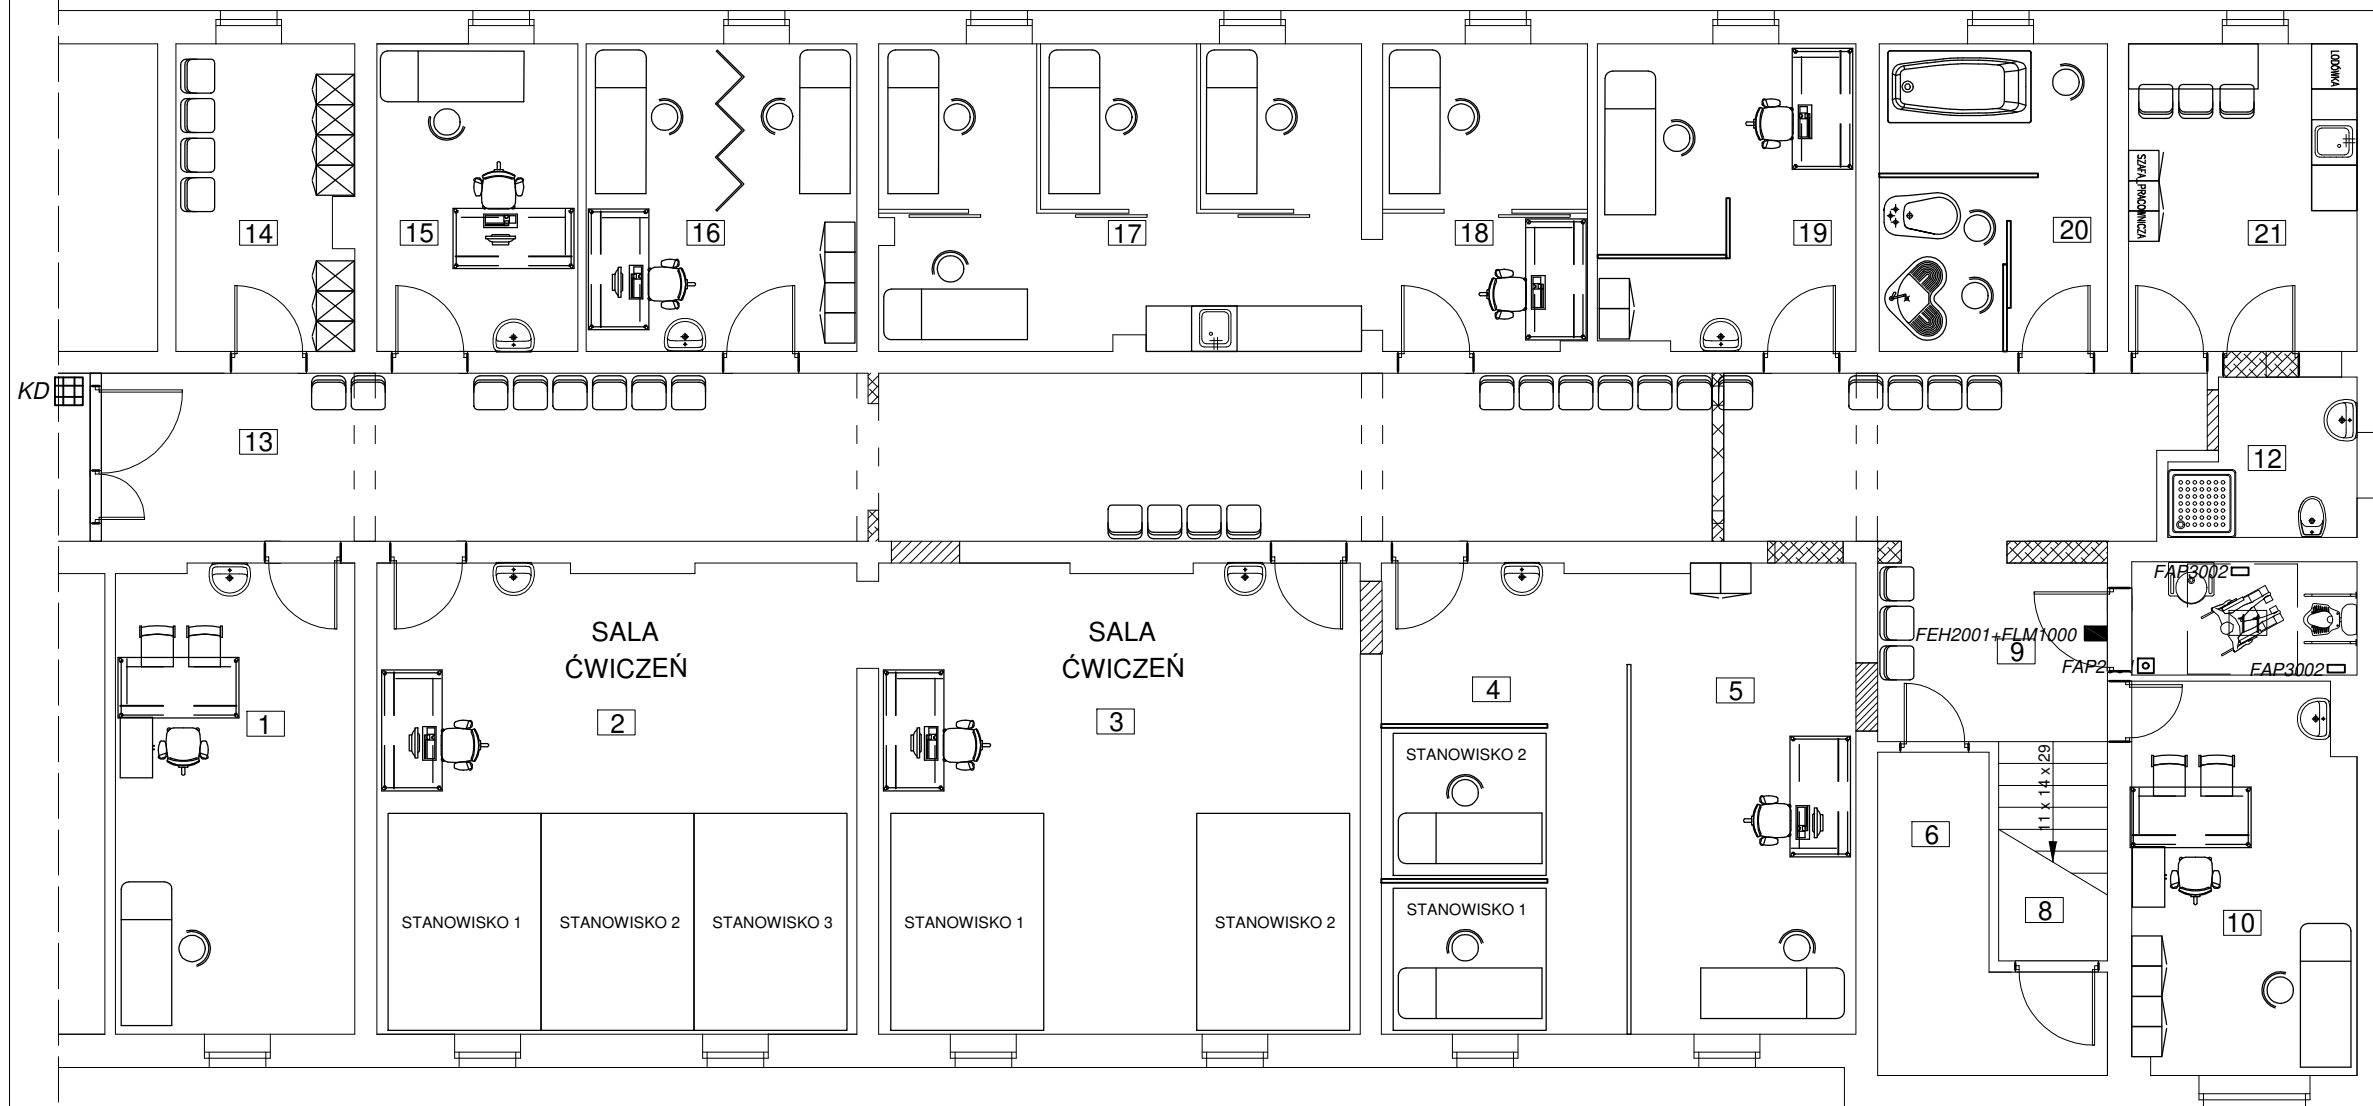 LODÓWKA
SZAFA PRACOWNICZA
14
15
16
17
18
19
20
21
KD
13
12
FAP3002
SALA
ĆWICZEŃ
SALA
ĆWICZEŃ
FEH2001+FLM1000
9
FAP2
FAP3002
1
2
3
4
5
STANOWISKO 2
11 x 14 x 29
6
STANOWISKO 1
STANOWISKO 1
STANOWISKO 2
STANOWISKO 3
STANOWISKO 1
STANOWISKO 2
8
10